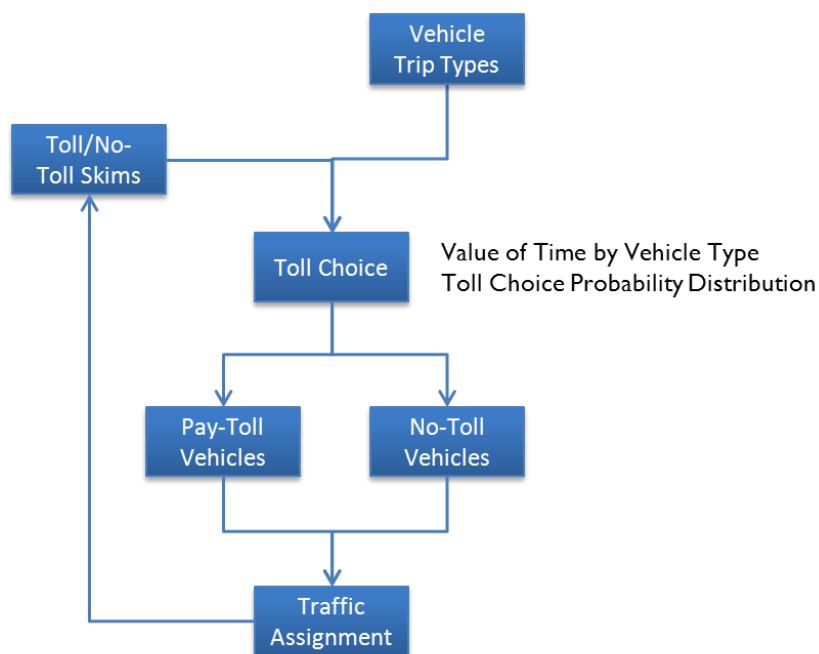 Vehicle
Trip Types
Toll/No-
Toll Skims
Toll Choice
Value of Time by Vehicle Type
Toll Choice Probability Distribution
Pay-Toll
Vehicles
No-Toll
Vehicles
Traffic
Assignment